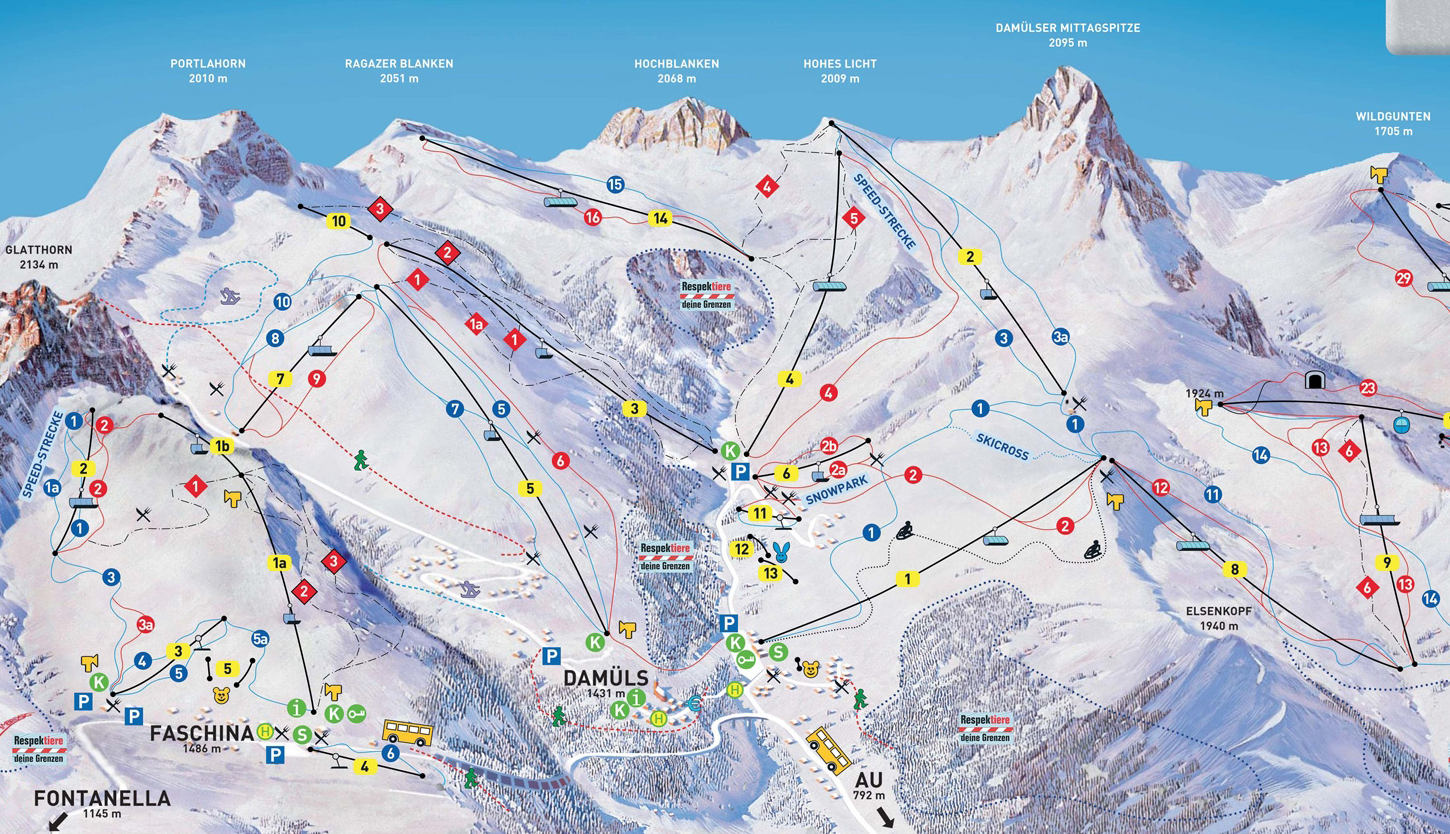 DAMÜLSER MITTAGSPITZE
2095 m
PORTLAHORN
2010 m
RAGAZER BLANKEN
2051 m
HOCHBLANKEN
2068 m
HOHES LICHT
2009 m
WILDGUNTEN
1705 m
GLATTHORN
2134 m
3
10
15
16
14
4
5
SPEED-STRECKE
2
2
1
10
8
1a
1
7
9
Respektiere
deine Grenzen
29
3
3a
4
4
3
7
5
1924 m
23
SPEED-STRECKE
1
2
2
1b
1a
2
1
1
6
5
K
P
2b
6
2a
SNOWPARK
1
1
SKICROSS
2
14
13
6
12
11
11
1
2
12
13
Respektiere
deine Grenzen
1
1a
3
2
3
8
9
6
13
14
3a
4
3
5
5a
5
K
P
P
K
P
P
K
S
ELSENKOPF
1940 m
DAMÜLS
1431 m
K
i
H
€
H
i
K
FASCHINA
1486 m
H
S
P
6
4
Respektiere
deine Grenzen
Respektiere
deine Grenzen
FONTANELLA
1145 m
AU
792 m